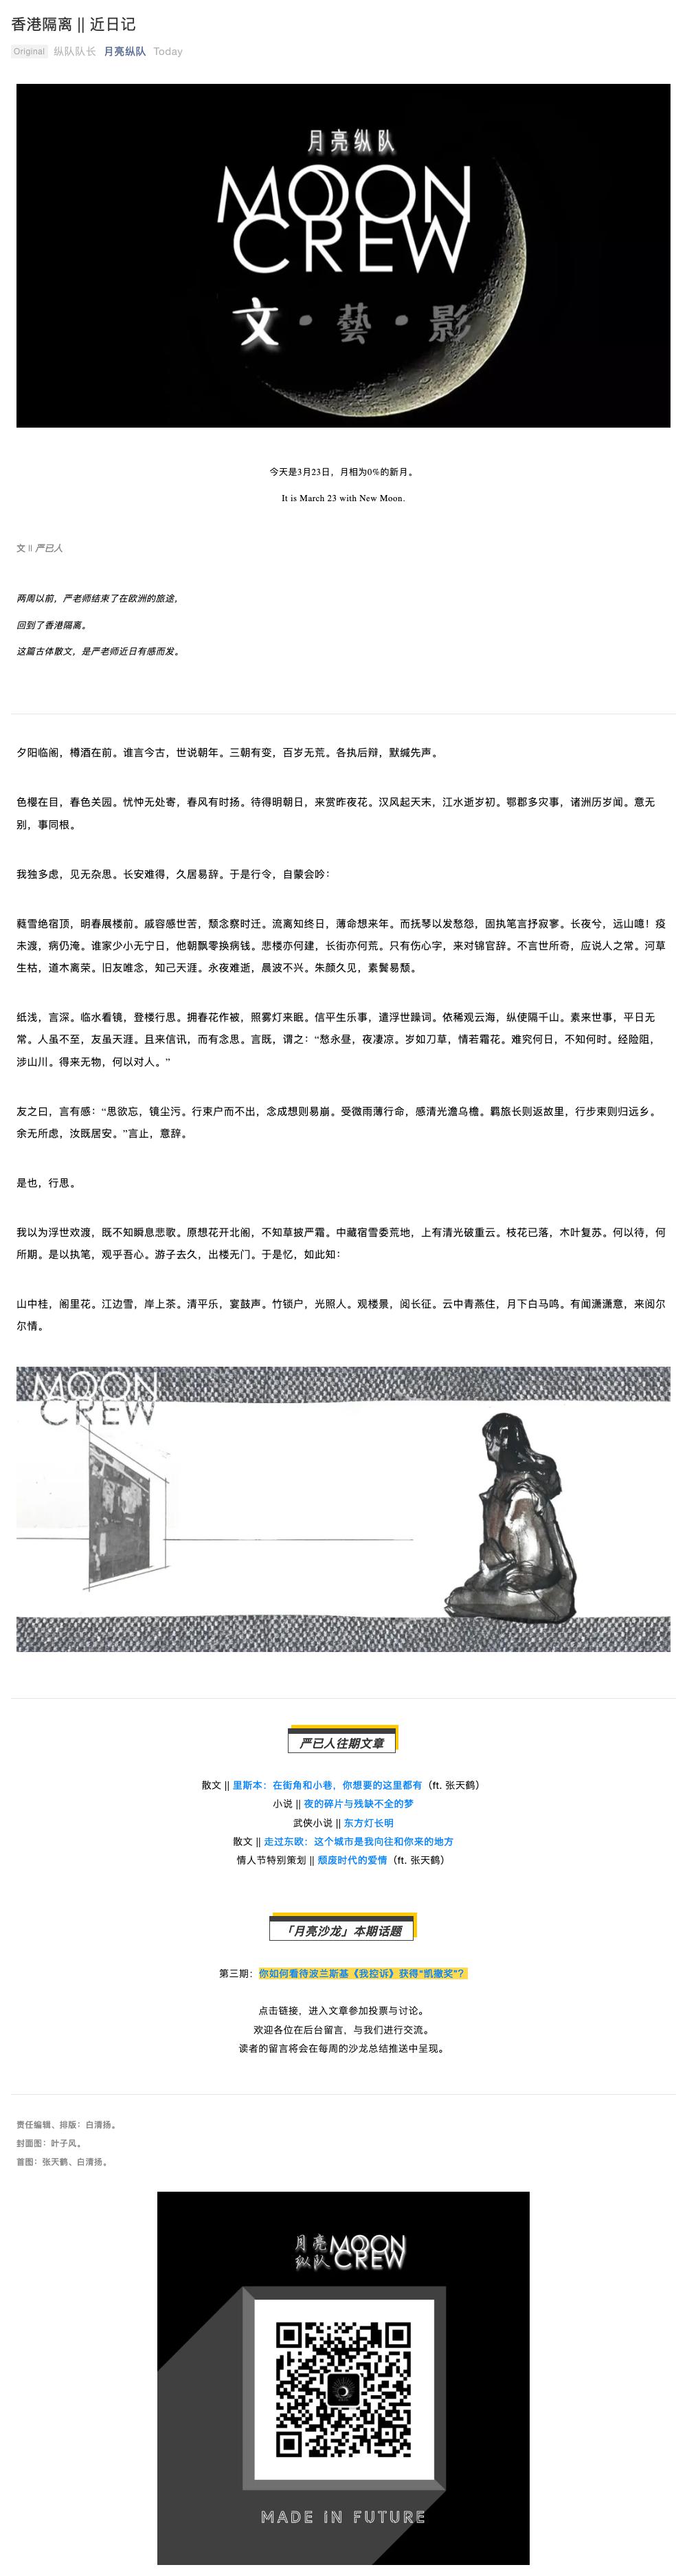 香港隔离 || 近日记
Original 纵队队长 月亮纵队 Today
月亮纵队
MOON
CREW
文·藝·影
今天是3月23日，月相为0%的新月。
It is March 23 with New Moon.
文 || 严已人
两周以前，严老师结束了在欧洲的旅途，
回到了香港隔离。
这篇古体散文，是严老师近日有感而发。
夕阳临阁，樽酒在前。谁言今古，世说朝年。三朝有变，百岁无荒。各执后辩，默缄先声。
色樱在目，春色关园。忧忡无处寄，春风有时扬。待得明朝日，来赏昨夜花。汉风起天末，江水逝岁初。鄂郡多灾事，诸洲历岁闻。意无
别，事同根。
我独多虑，见无杂思。长安难得，久居易辞。于是行令，自蒙会吟：
蕤雪绝宿顶，明春展楼前。戚容感世苦，颓念察时迁。流离知终日，薄命想来年。而抚琴以发愁怨，固执笔言抒寂寥。长夜兮，远山噫！疫
未渡，病仍淹。谁家少小无宁日，他朝飘零换病钱。悲楼亦何建，长街亦何荒。只有伤心字，来对锦官辞。不言世所奇，应说人之常。河草
生枯，道木离荣。旧友唯念，知己天涯。永夜难逝，晨波不兴。朱颜久见，素鬓易颓。
纸浅，言深。临水看镜，登楼行思。拥春花作被，照雾灯来眠。信平生乐事，遣浮世躁词。依稀观云海，纵使隔千山。素来世事，平日无
常。人虽不至，友虽天涯。且来信讯，而有念思。言既，谓之：“愁永昼，夜凄凉。岁如刀草，情若霜花。难究何日，不知何时。经险阻，
涉山川。得来无物，何以对人。”
友之曰，言有感：“思欲忘，镜尘污。行束户而不出，念成想则易崩。受微雨薄行命，感清光澹乌檐。羁旅长则返故里，行步束则归远乡。
余无所虑，汝既居安。”言止，意辞。
是也，行思。
我以为浮世欢渡，既不知瞬息悲歌。原想花开北阁，不知草披严霜。中藏宿雪委荒地，上有清光破重云。枝花已落，木叶复苏。何以待，何
所期。是以执笔，观乎吾心。游子去久，出楼无门。于是忆，如此知：
山中桂，阁里花。江边雪，岸上茶。清平乐，宴鼓声。竹锁户，光照人。观楼景，阅长征。云中青燕住，月下白马鸣。有闻潇潇意，来阅尔
尔情。
MOON
CREW
严已人往期文章
散文 || 里斯本：在街角和小巷，你想要的这里都有（ft. 张天鹤）
小说 || 夜的碎片与残缺不全的梦
武侠小说 || 东方灯长明
散文 || 走过东欧：这个城市是我向往和你来的地方
情人节特别策划 || 颓废时代的爱情（ft. 张天鹤）
「月亮沙龙」本期话题
第三期：你如何看待波兰斯基《我控诉》获得“凯撒奖”？
点击链接，进入文章参加投票与讨论。
欢迎各位在后台留言，与我们进行交流。
读者的留言将会在每周的沙龙总结推送中呈现。
责任编辑、排版：白清扬。
封面图：叶子风。
首图：张天鹤、白清扬。
月亮
纵队
MOON
CREW
MADE IN FUTURE